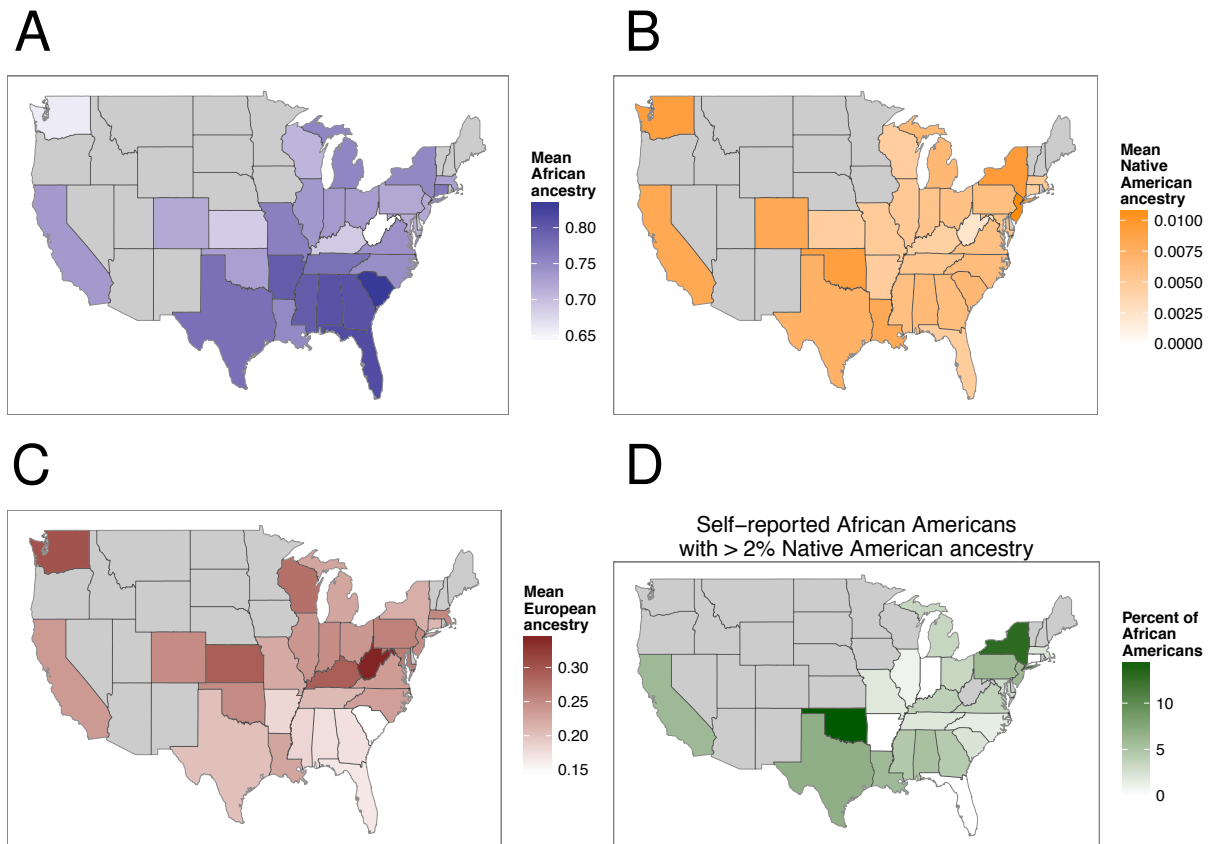 A
Mean
African
ancestry
0.80
0.75
0.70
0.65
B
Mean
Native
American
ancestry
0.0100
0.0075
0.0050
0.0025
0.0000
C
Mean
European
ancestry
0.30
0.25
0.20
0.15
D
Self−reported African Americans
with > 2% Native American ancestry
Percent of
African
Americans
10
5
0